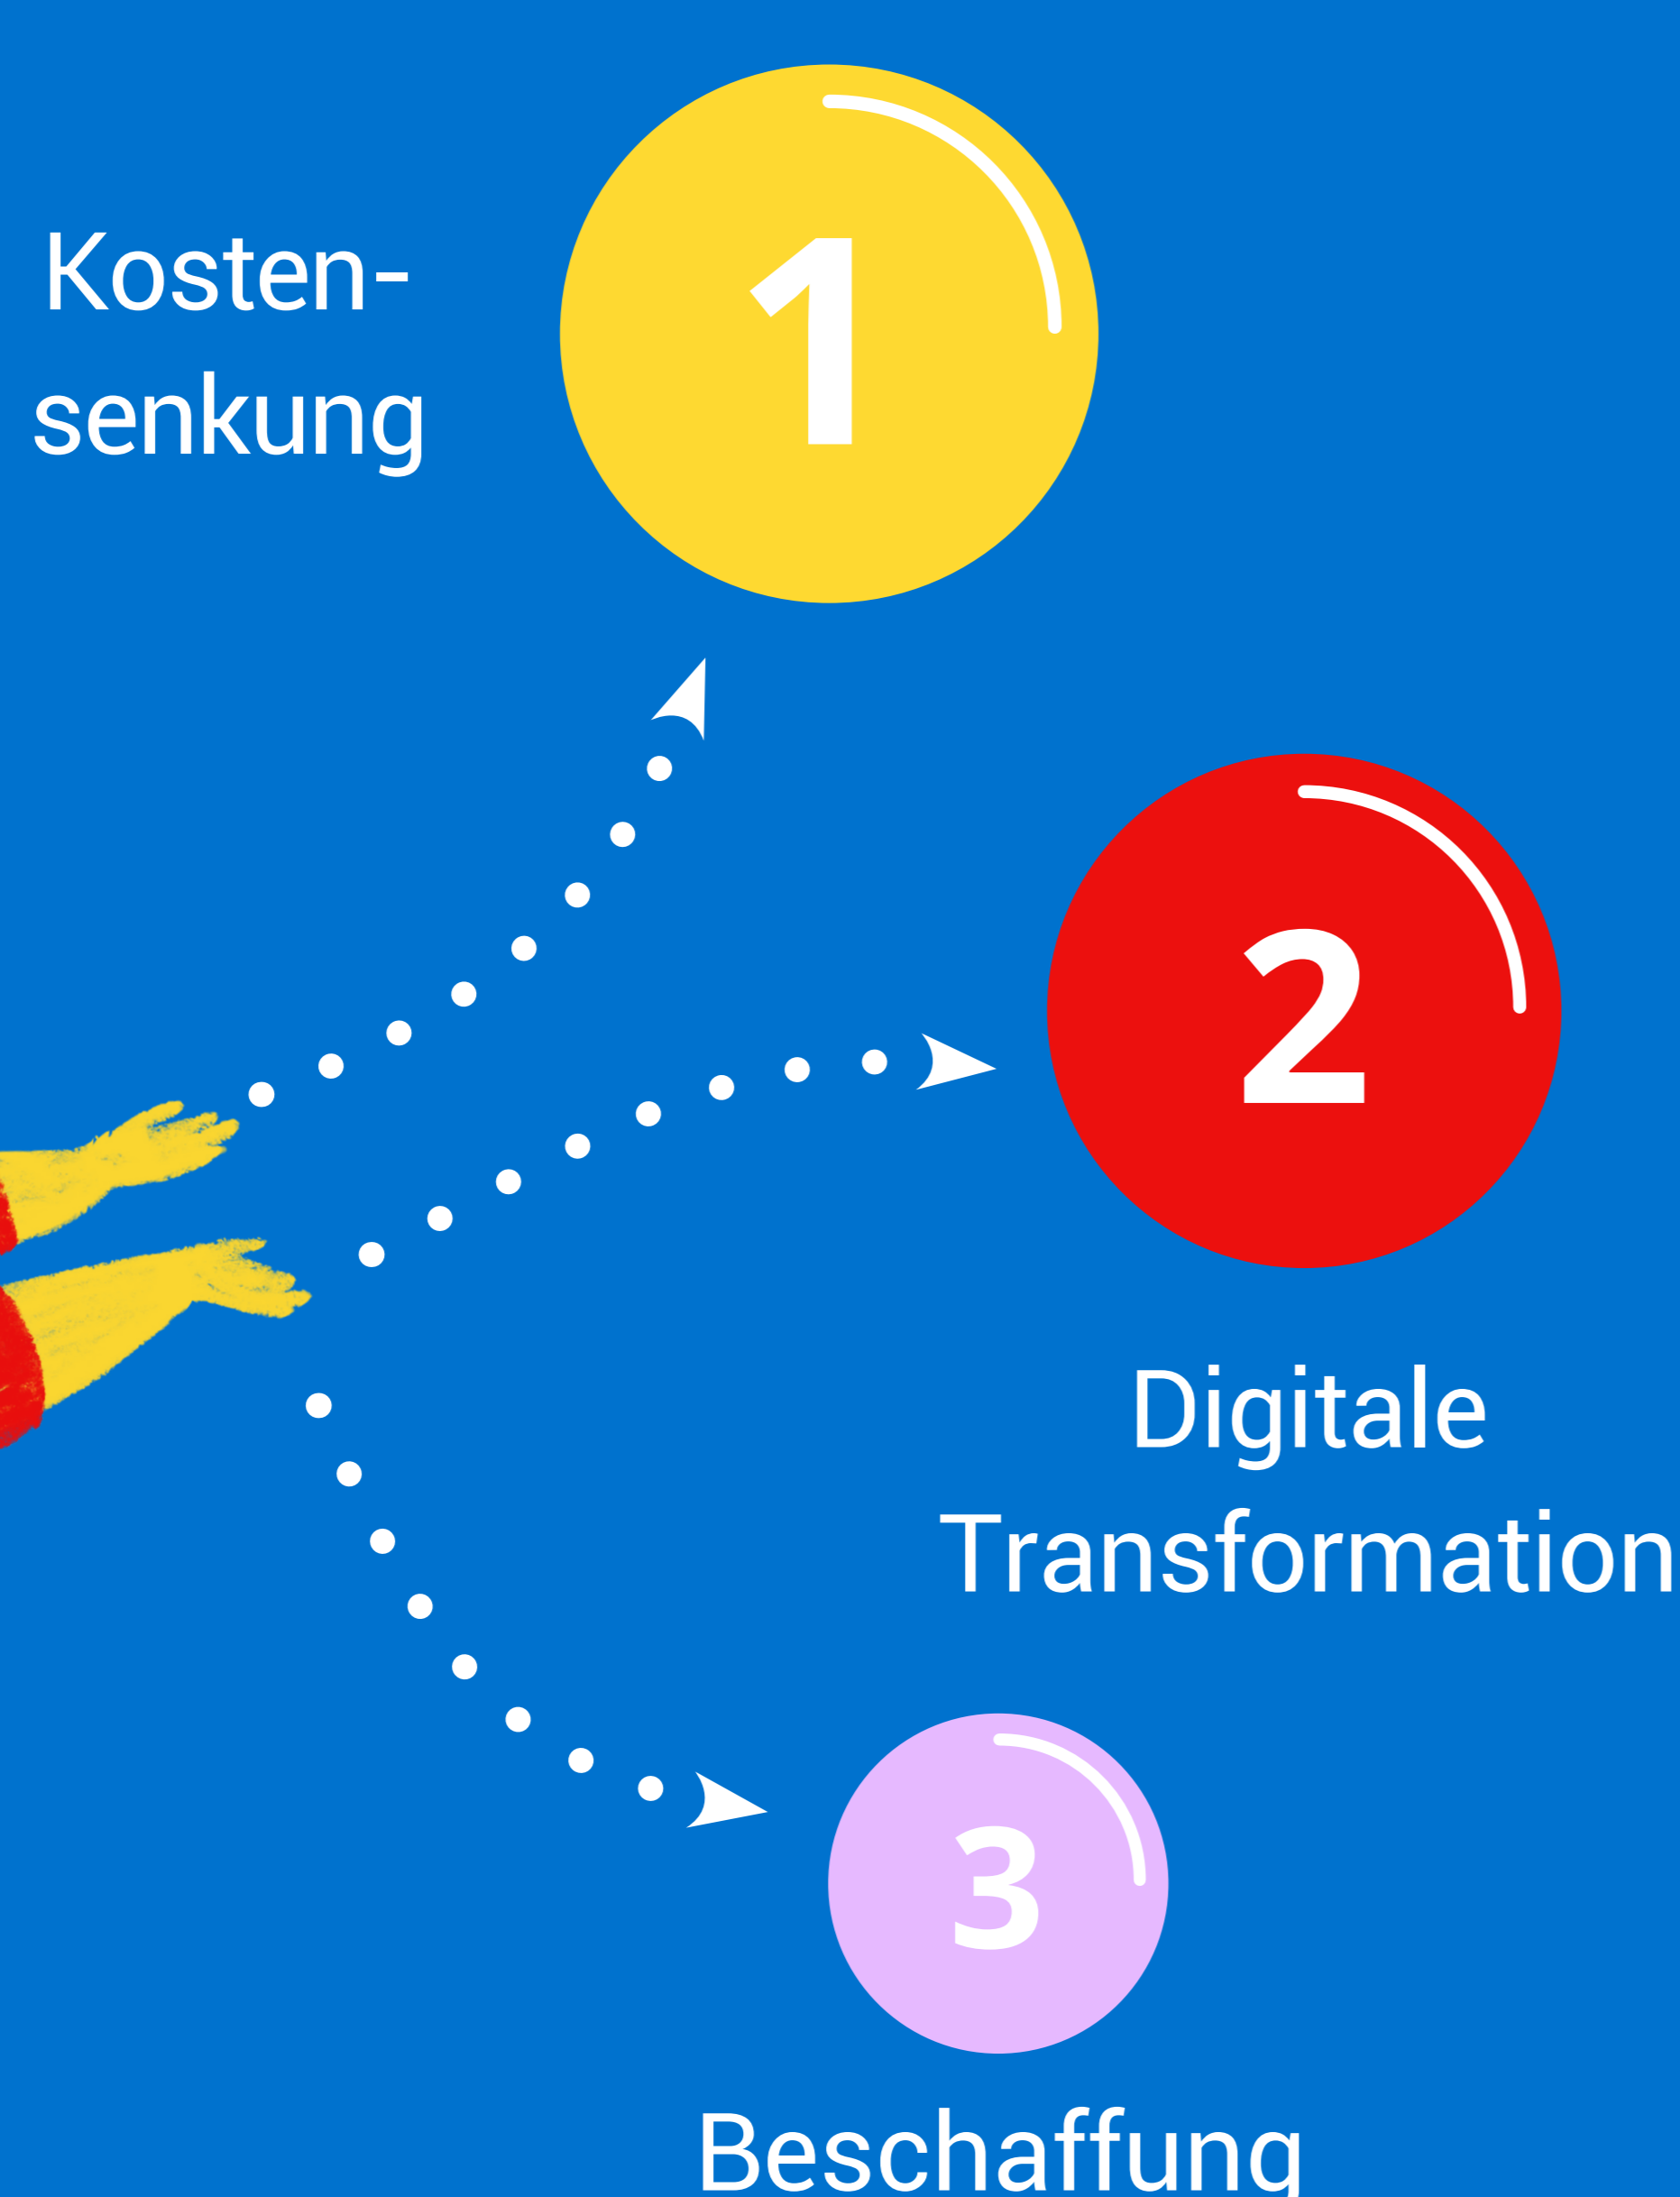 1
Kosten-
senkung
2
Digitale
Transformation
3
Beschaffung